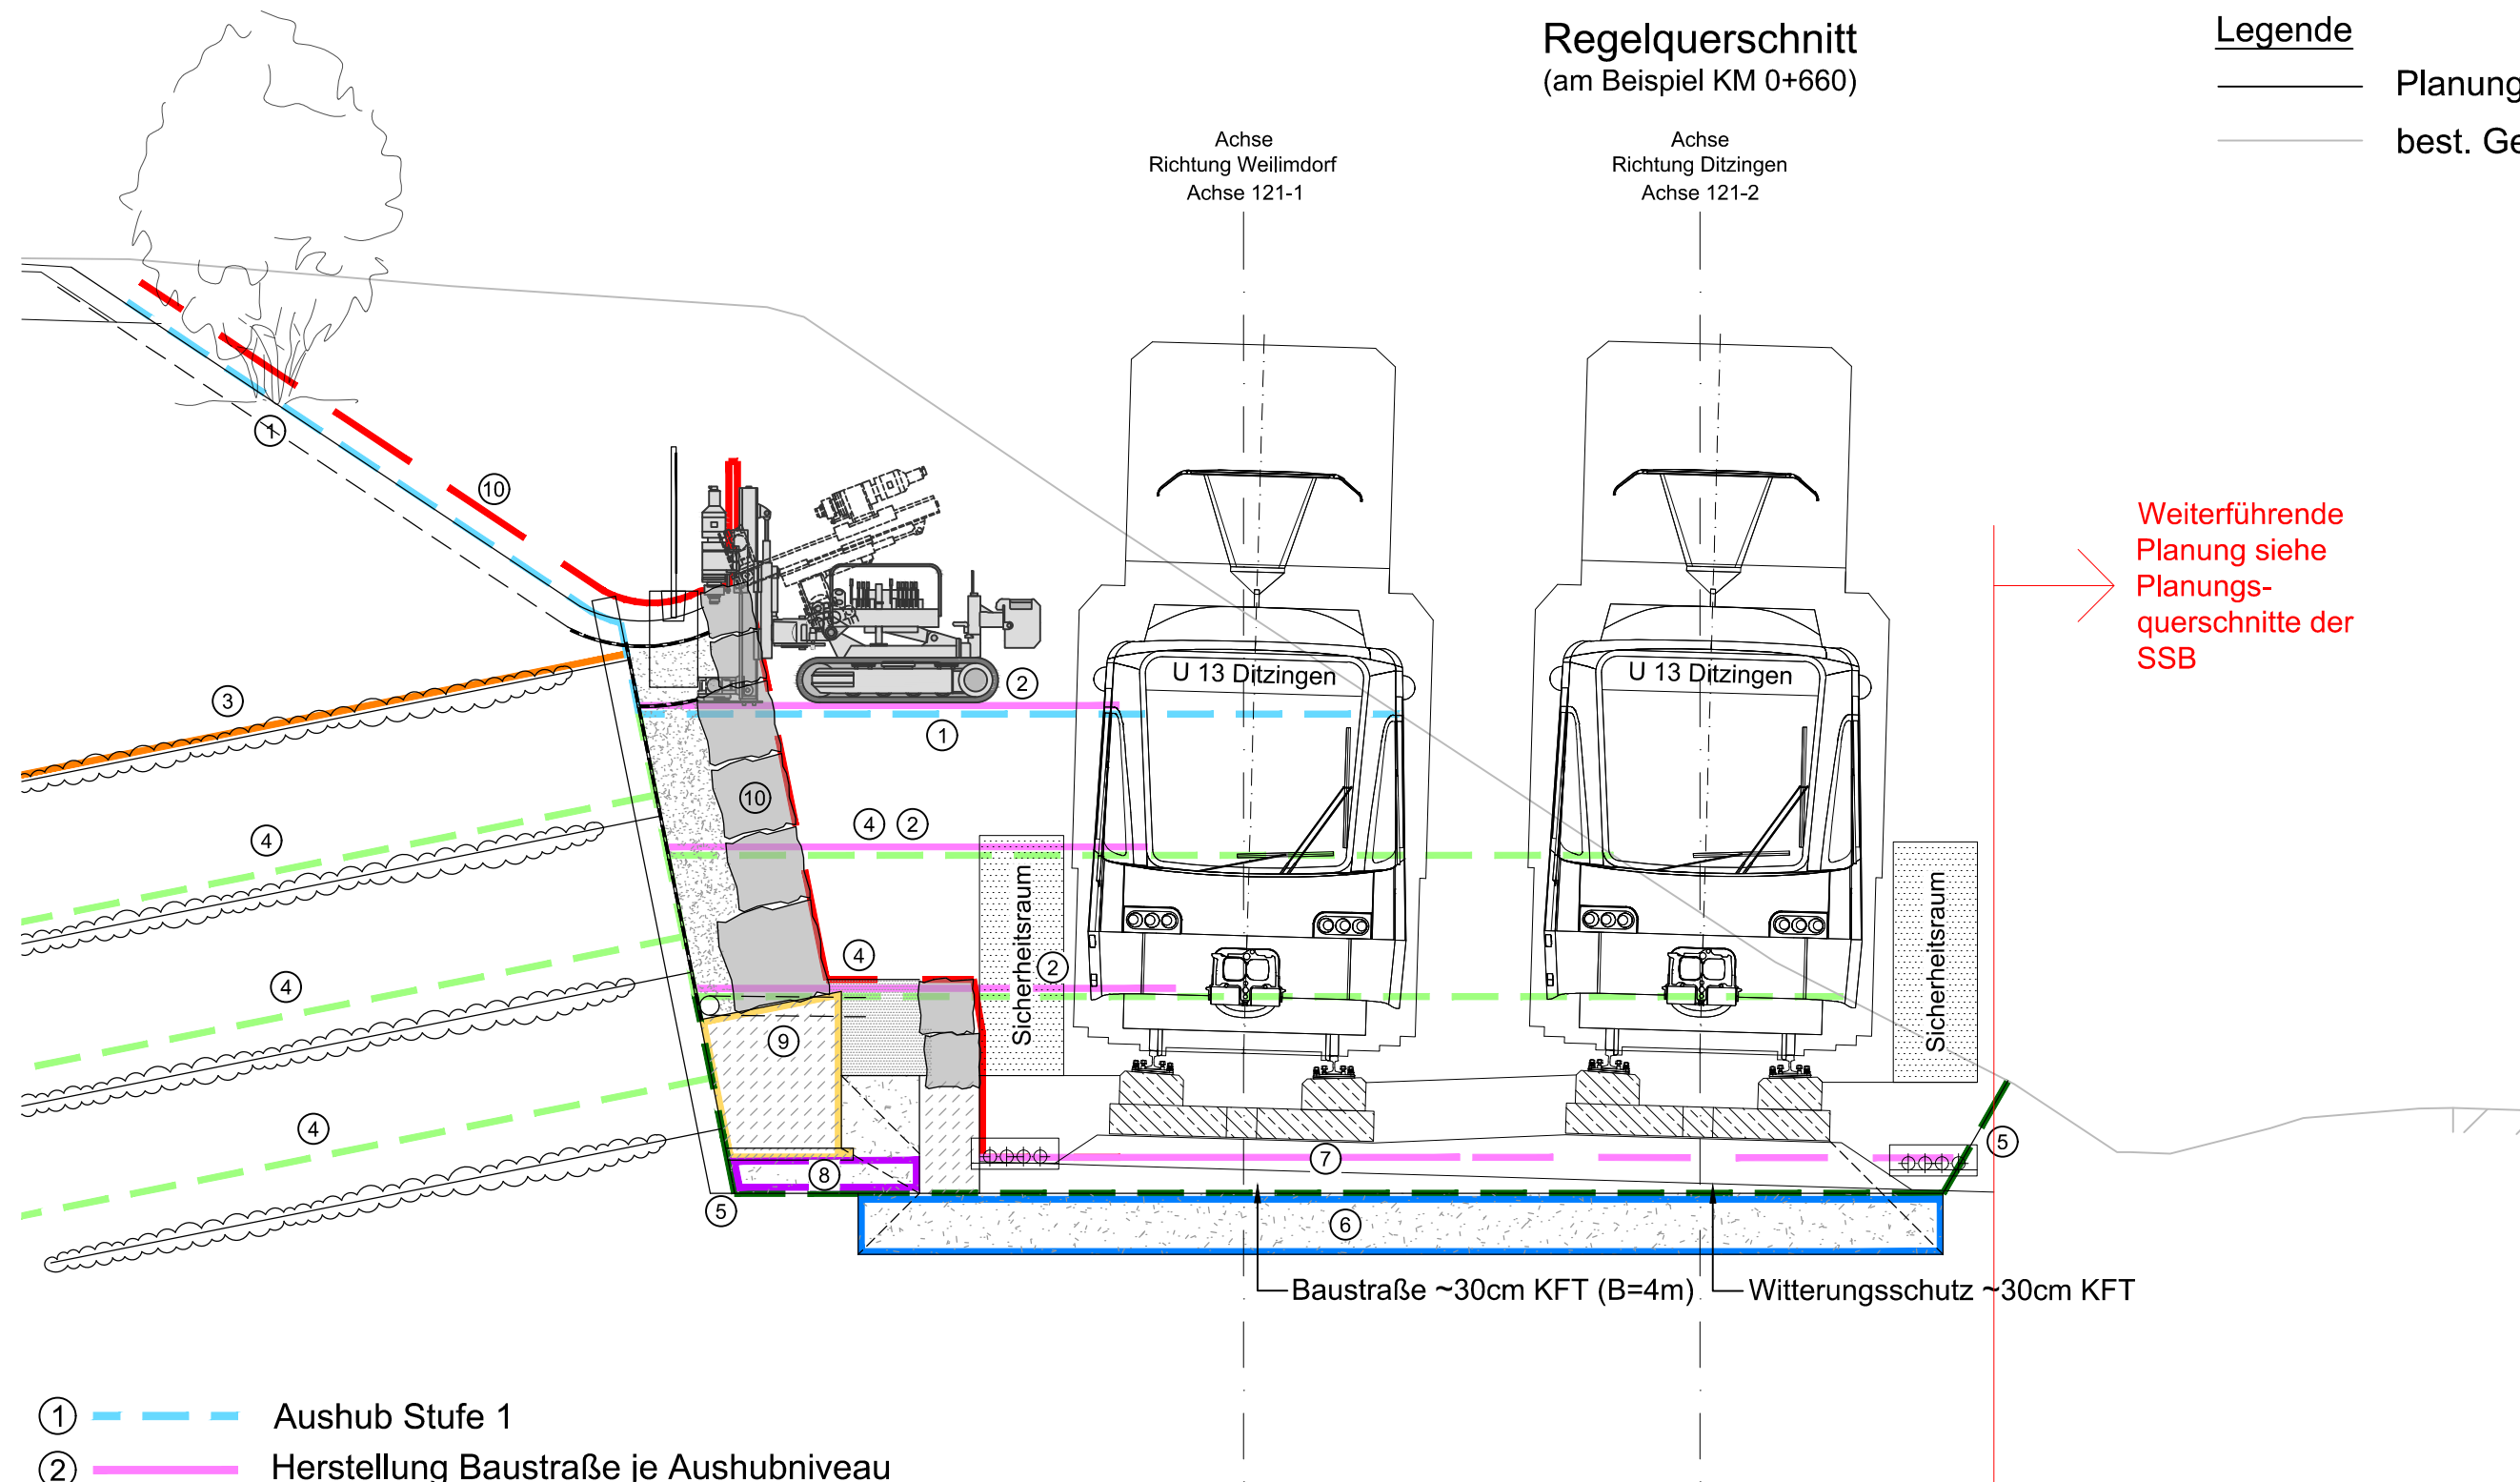 Regelquerschnitt
(am Beispiel KM 0+660)
Legende
Planung
best. Ge
Achse
Richtung Weilimdorf
Achse 121-1
Achse
Richtung Ditzingen
Achse 121-2
1
10
Weiterführende
Planung siehe
Planungs-
querschnitte der
SSB
U 13 Ditzingen
U 13 Ditzingen
3
2
1
10
4 2
4
4
2
4
Sicherheitsraum
Sicherheitsraum
9
4
5
7
8
5
6
Baustraße ~30cm KFT (B=4m)
Witterungsschutz ~30cm KFT
1 Aushub Stufe 1
2 Herstellung Baustraße je Aushubniveau